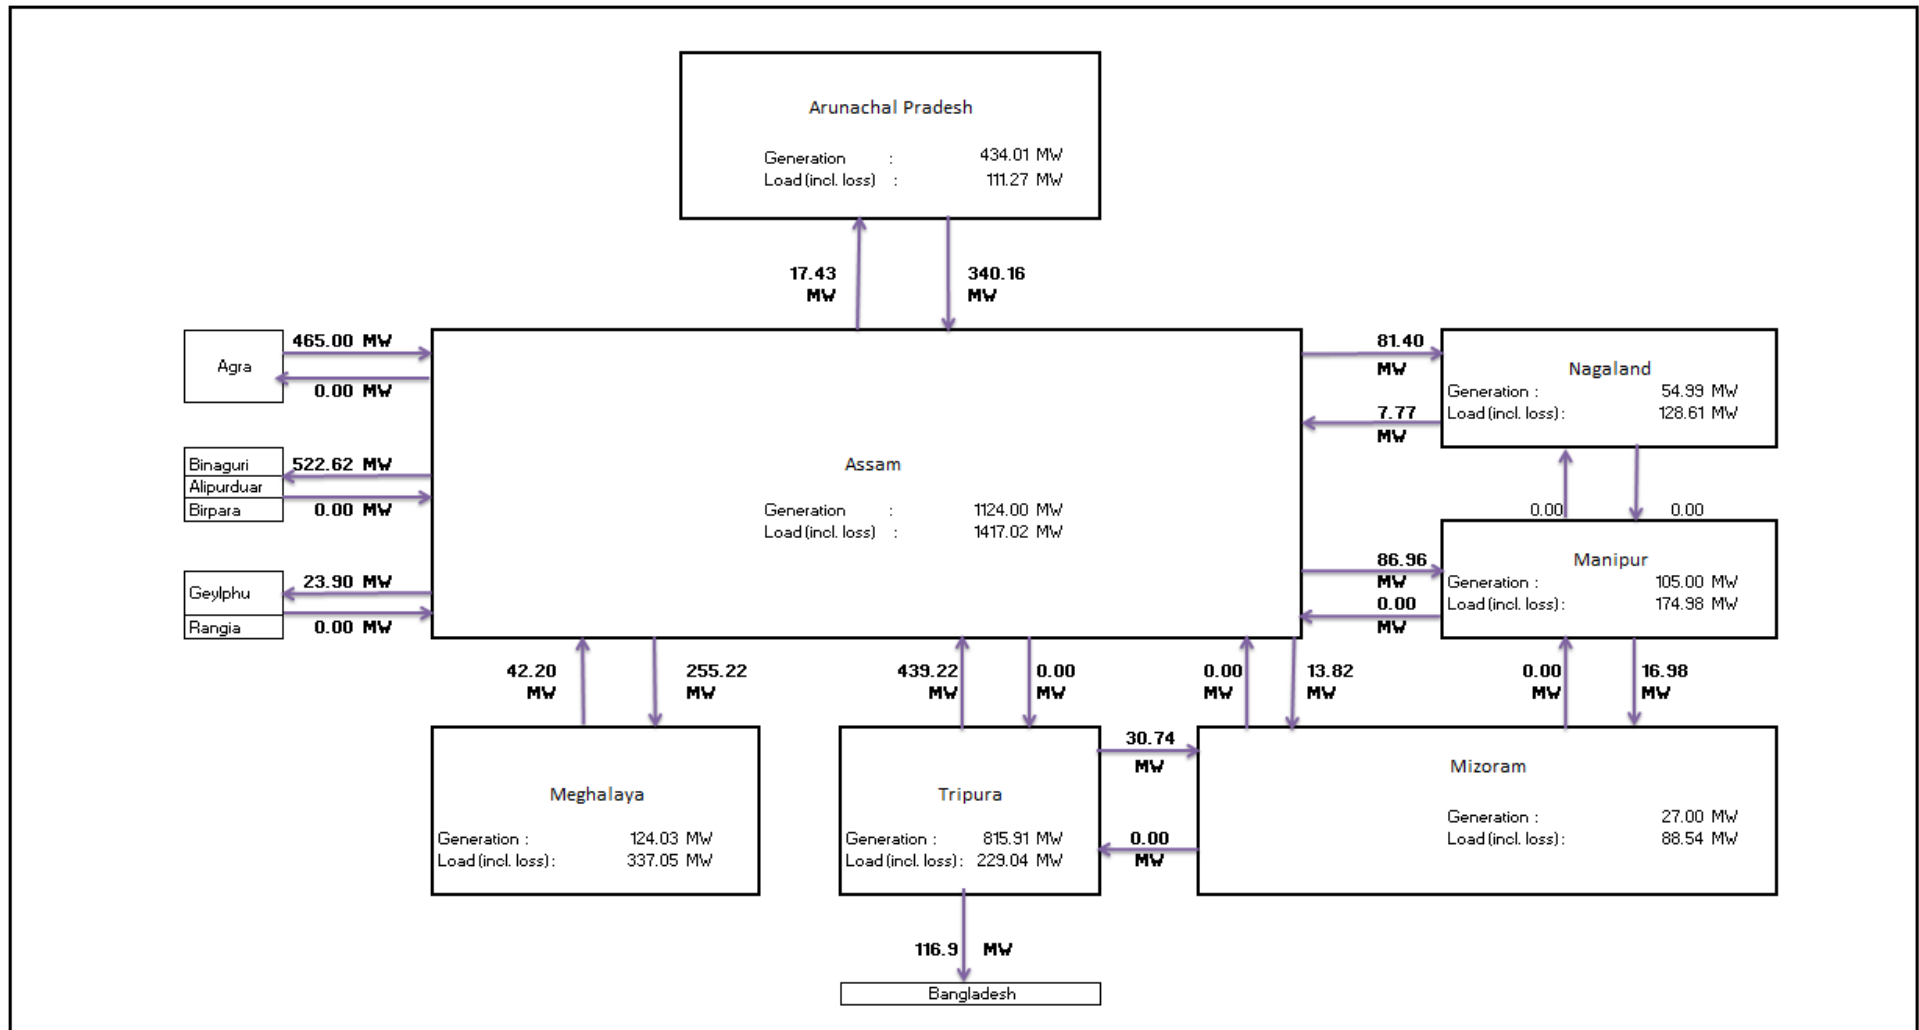 Arunachal Pradesh
Generation : 434.01 MW
Load (incl. loss) : 111.27 MW
17.43 MW
340.16 MW
Agra
465.00 MW
0.00 MW
Binaguri
Alipurduar
Birpara
522.62 MW
0.00 MW
Geylphu
Rangia
23.90 MW
0.00 MW
Assam
Generation : 1124.00 MW
Load (incl. loss) : 1417.02 MW
81.40 MW
7.77 MW
Nagaland
Generation : 54.99 MW
Load (incl. loss) : 128.61 MW
0.00
0.00
86.96 MW
0.00 MW
Manipur
Generation : 105.00 MW
Load (incl. loss) : 174.98 MW
42.20 MW
255.22 MW
439.22 MW
0.00 MW
0.00 MW
13.82 MW
0.00 MW
16.98 MW
Meghalaya
Generation : 124.03 MW
Load (incl. loss) : 337.05 MW
Tripura
Generation : 815.91 MW
Load (incl. loss) : 229.04 MW
30.74 MW
0.00 MW
Mizoram
Generation : 27.00 MW
Load (incl. loss) : 88.54 MW
116.9 MW
Bangladesh